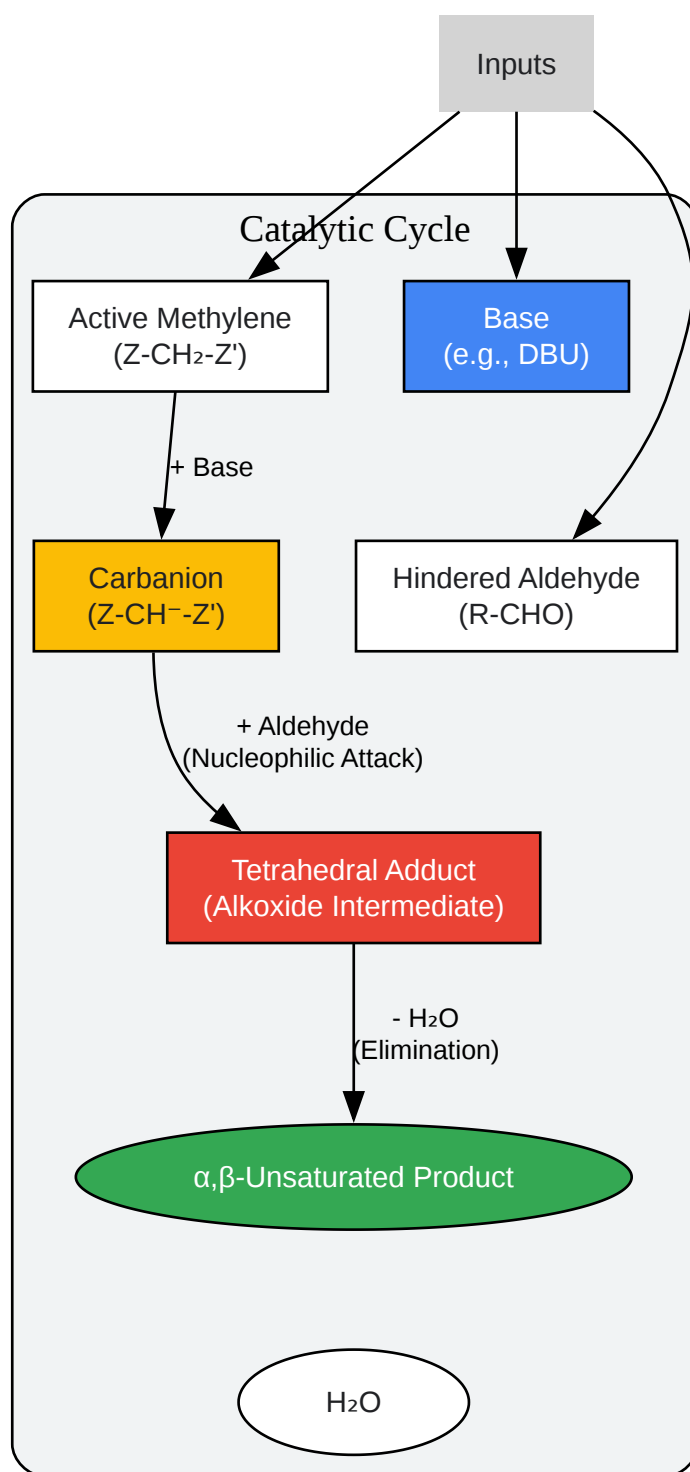 Inputs
Catalytic Cycle
Active Methylene
(Z-CH₂-Z')
Base
(e.g., DBU)
+ Base
Carbanion
(Z-CH⁻-Z')
Hindered Aldehyde
(R-CHO)
+ Aldehyde
(Nucleophilic Attack)
Tetrahedral Adduct
(Alkoxide Intermediate)
- H₂O
(Elimination)
α,β-Unsaturated Product
H₂O